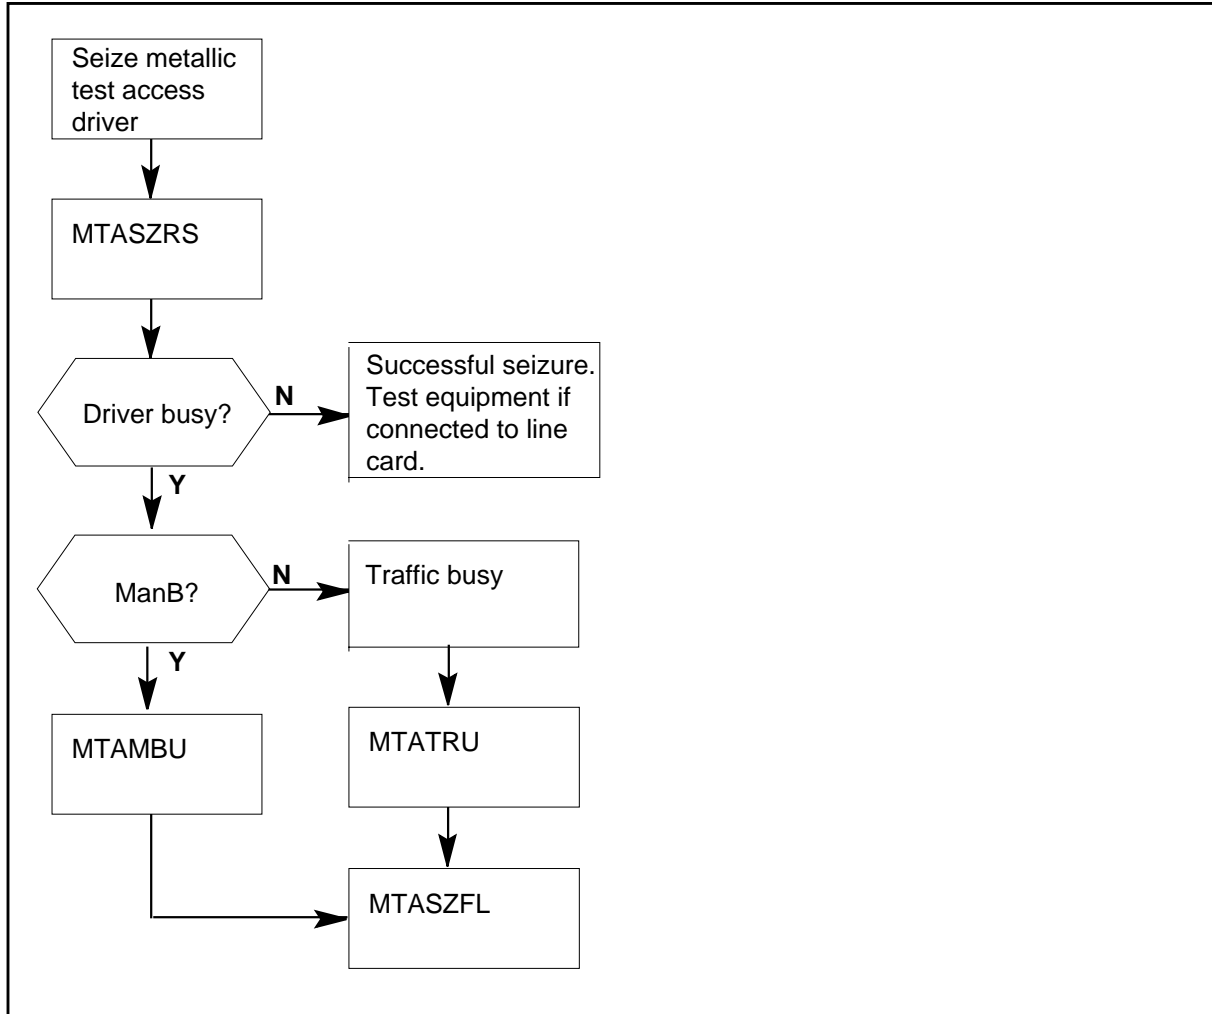 Seize metallic
test access
driver
MTASZRS
Driver busy?
N
Successful seizure.
Test equipment if
connected to line
card.
Y
ManB?
N
Traffic busy
Y
MTAMBU
MTATRU
MTASZFL